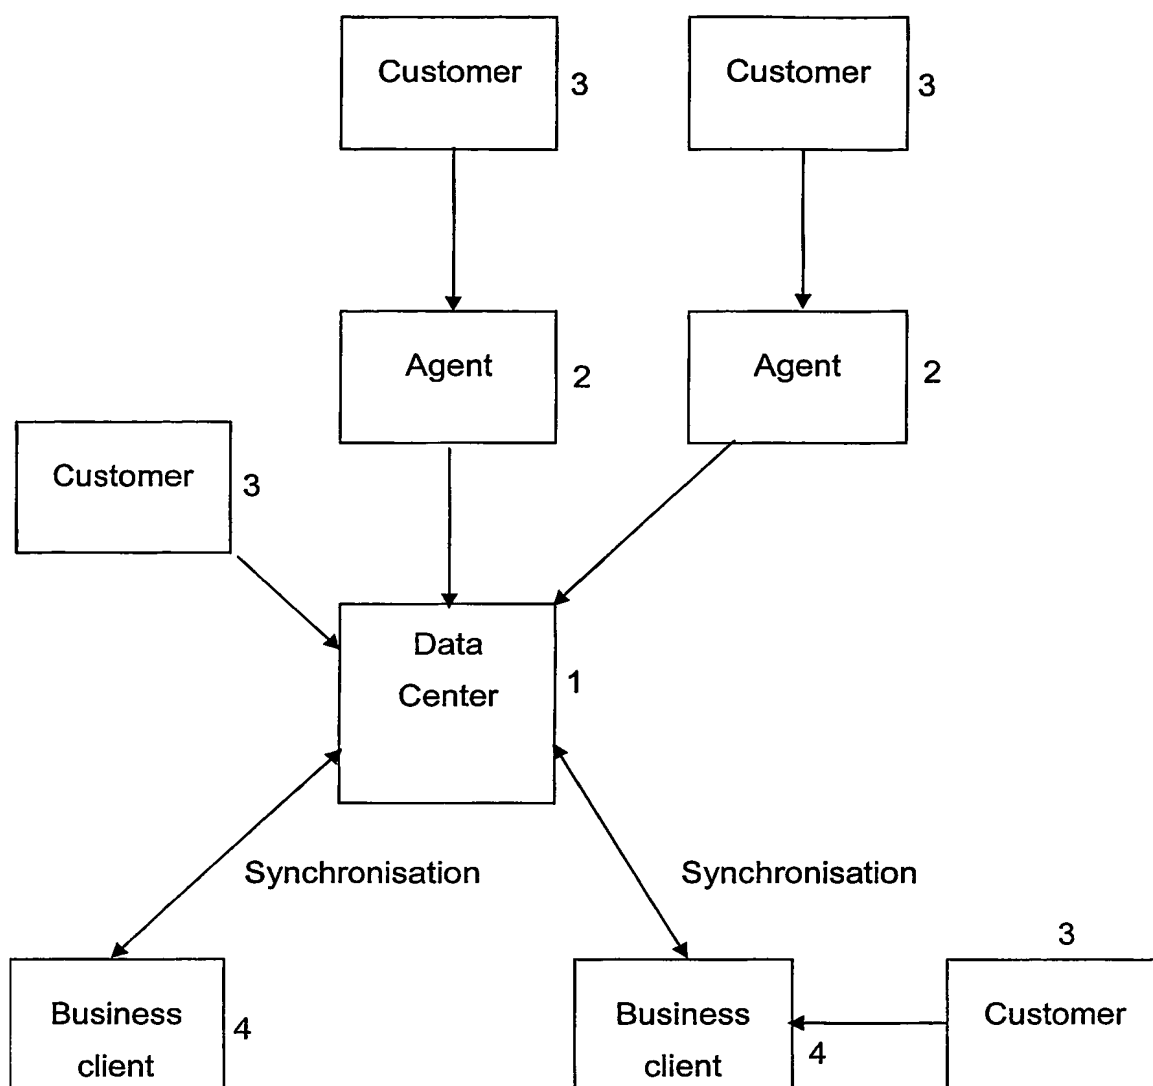 Customer 3
Customer 3
Agent 2
Agent 2
Customer 3
Data
Center
1
Synchronisation
Synchronisation
3
Business
client
4
Business
client
4
Customer